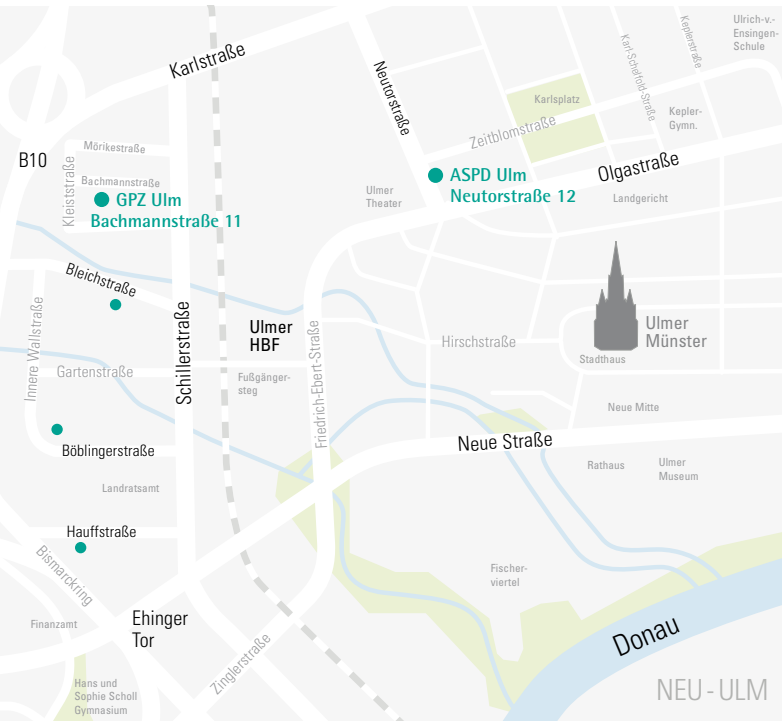 Karlstraße
Neutorstraße
Karl-Schefold-Straße
Keplerstraße
Ulrich-v.-
Ensingen-
Schule
Karlsplatz
Zeitblomstraße
Kepler-
Gymn.
B10
Mörikestraße
Kleiststraße
Bachmannstraße
GPZ Ulm
Bachmannstraße 11
Ulmer
Theater
ASPD Ulm
Neutorstraße 12
Olgastraße
Landgericht
Bleichstraße
Innere Wallstraße
Schillerstraße
Ulmer
HBF
Friedrich-Ebert-Straße
Hirschstraße
Ulmer
Münster
Stadthaus
Gartenstraße
Fußgänger-
steg
Neue Mitte
Böblingerstraße
Neue Straße
Rathaus
Ulmer
Museum
Landratsamt
Hauffstraße
Bismarckring
Fischer-
viertel
Finanzamt
Ehinger
Tor
Zinglerstraße
Donau
Hans und
Sophie Scholl
Gymnasium
NEU - ULM